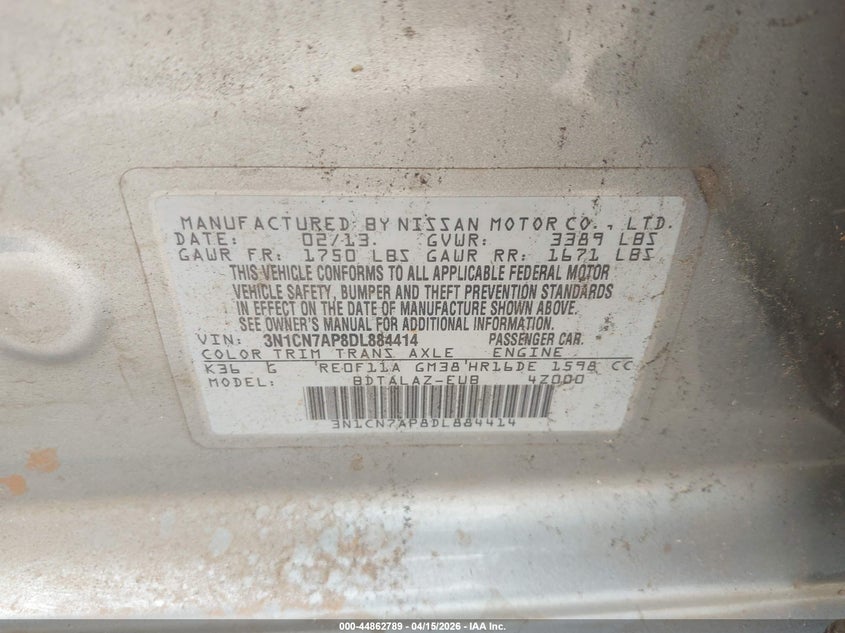 MANUFACTURED BY NISSAN MOTOR CO., LTD.
DATE: 02/13. GVWR: 3389 LBS
GAWR FR: 1750 LBS GAWR RR: 1671 LBS
THIS VEHICLE CONFORMS TO ALL APPLICABLE FEDERAL MOTOR
VEHICLE SAFETY, BUMPER AND THEFT PREVENTION STANDARDS
IN EFFECT ON THE DATE OF MANUFACTURE SHOWN ABOVE.
SEE OWNER'S MANUAL FOR ADDITIONAL INFORMATION.
VIN: 3N1CN7AP8DL884414 PASSENGER CAR.
COLOR TRIM TRANS AXLE ENGINE
K36 G RE0F11A GM38 HR16DE 1598 CC
MODEL: BDTALAZ-EUB 4Z000
3N1CN7AP8DL884414
000-44862789 - 04/15/2026 - IAA Inc.